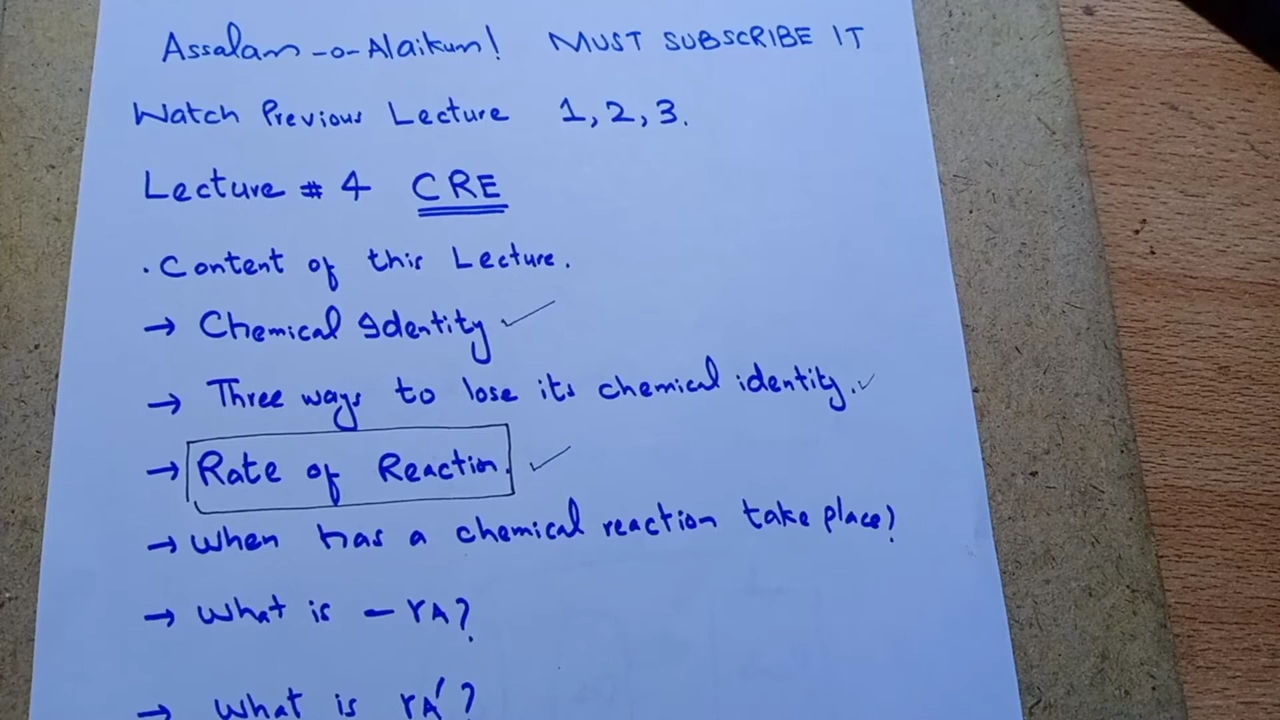 Assalam-o-Alaikum! MUST SUBSCRIBE IT
Watch Previous Lecture 1, 2, 3.
Lecture # 4 CRE
. Content of this Lecture.
→ Chemical Identity ✓
→ Three ways to lose its chemical identity. ✓
→ Rate of Reaction. ✓
→ When has a chemical reaction take place?
→ What is -rA?
→ What is rA'?